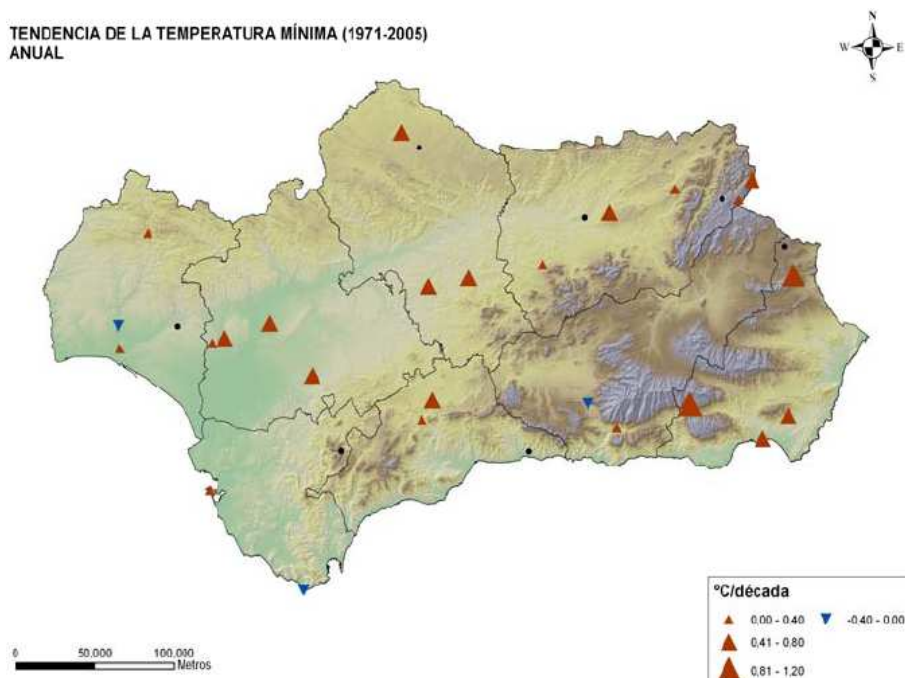 TENDENCIA DE LA TEMPERATURA MÍNIMA (1971-2005)
ANUAL
N
W E
S
ºC/década
0,00 - 0.40 -0.40 - 0.00
0,41 - 0.80
0,81 - 1,20
0 50.000 100,000
Metros